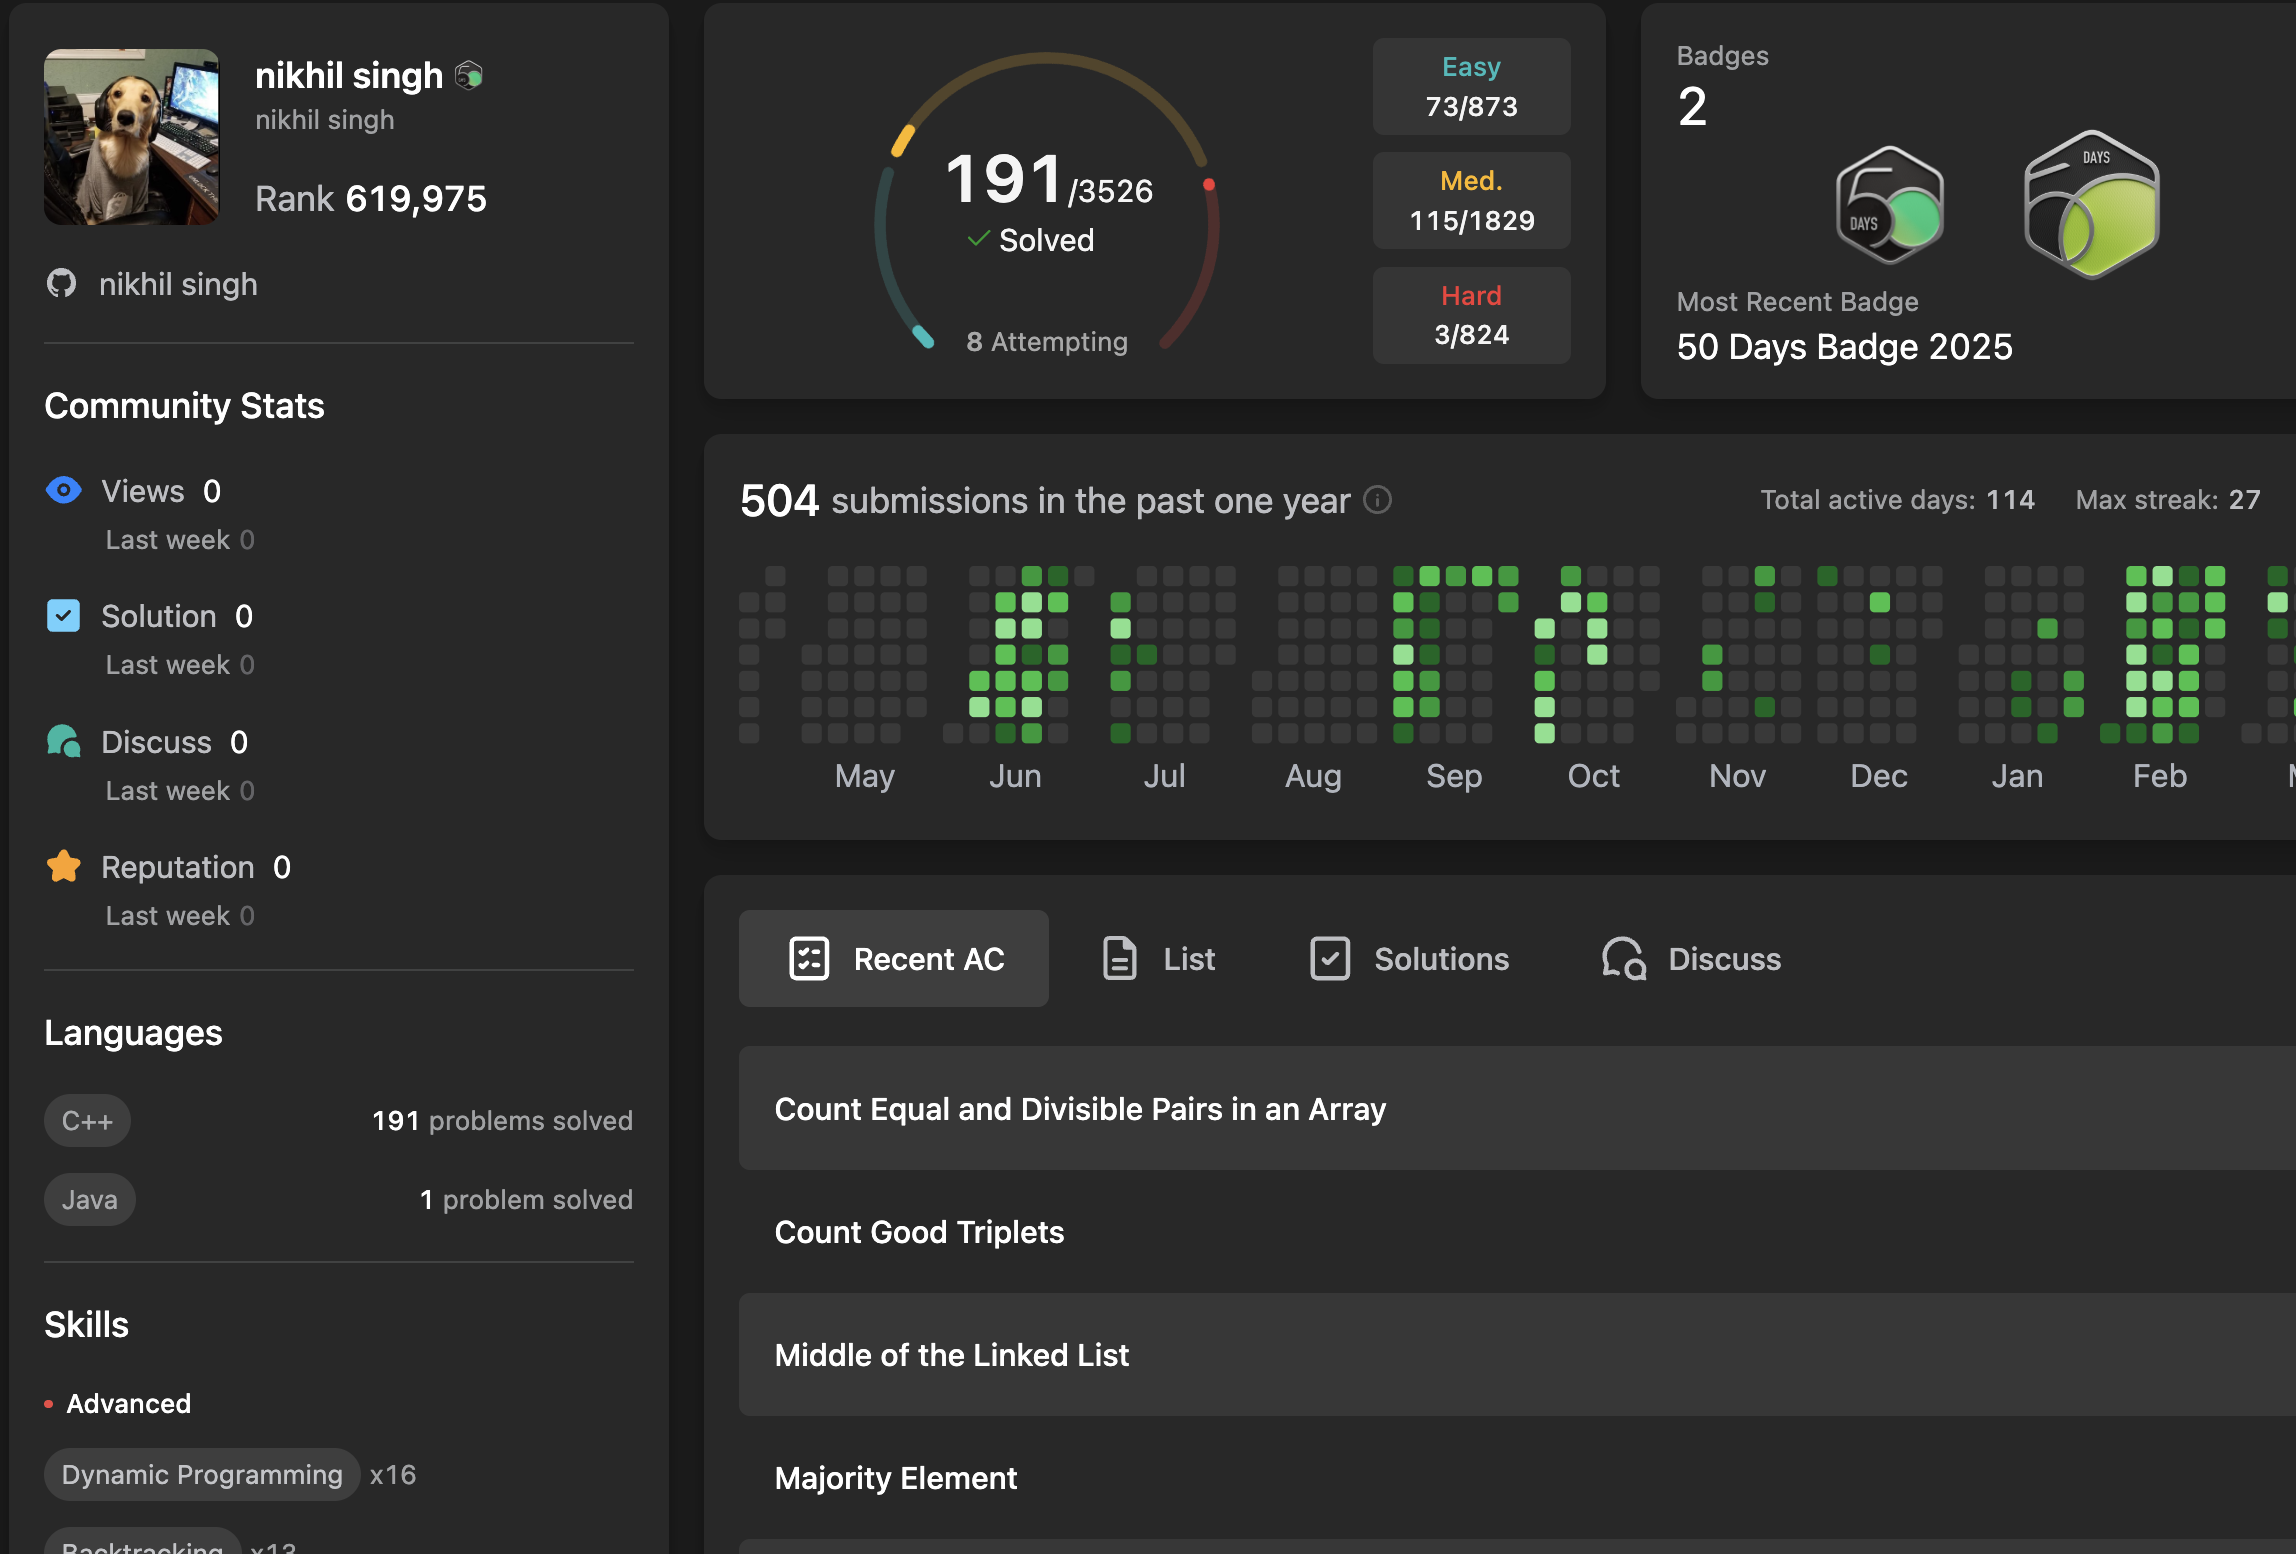 nikhil singh
nikhil singh
Rank 619,975
nikhil singh
Community Stats
Views 0
Last week 0
Solution 0
Last week 0
Discuss 0
Last week 0
Reputation 0
Last week 0
Languages
C++ 191 problems solved
Java 1 problem solved
Skills
Advanced
Dynamic Programming x16
Backtracking x13
191/3526
Solved
8 Attempting
Easy
73/873
Med.
115/1829
Hard
3/824
Badges
2
50 DAYS
DAYS
Most Recent Badge
50 Days Badge 2025
504 submissions in the past one year
Total active days: 114 Max streak: 27
May Jun Jul Aug Sep Oct Nov Dec Jan Feb
Recent AC List Solutions Discuss
Count Equal and Divisible Pairs in an Array
Count Good Triplets
Middle of the Linked List
Majority Element